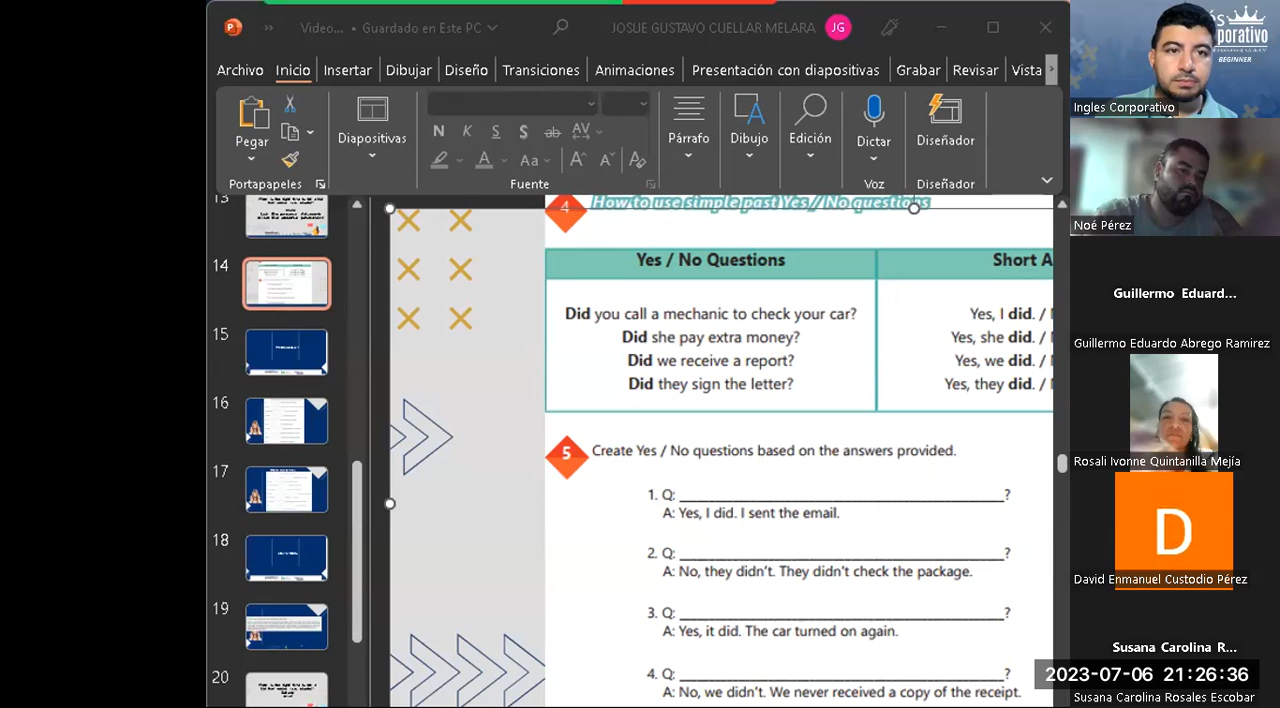 Video... • Guardado en Este PC
JOSUE GUSTAVO CUELLAR MELARA
JG
Archivo
Inicio
Insertar
Dibujar
Diseño
Transiciones
Animaciones
Presentación con diapositivas
Grabar
Revisar
Vista
Pegar
Diapositivas
N K S S ab AV
A Aa A A A
Párrafo
Dibujo
Edición
Dictar
Diseñador
Portapapeles
Fuente
Voz
Diseñador
13
14
15
16
17
18
19
20
4 How to use simple past Yes / No questions
Yes / No Questions
Short A
Did you call a mechanic to check your car?
Did she pay extra money?
Did we receive a report?
Did they sign the letter?
Yes, I did. /
Yes, she did. /
Yes, we did. /
Yes, they did. /
5 Create Yes / No questions based on the answers provided.
1. Q: ?
A: Yes, I did. I sent the email.
2. Q: ?
A: No, they didn't. They didn't check the package.
3. Q: ?
A: Yes, it did. The car turned on again.
4. Q: ?
A: No, we didn't. We never received a copy of the receipt.
porativo
BEGINNER
Ingles Corporativo
Noé Pérez
Guillermo Eduard...
Guillermo Eduardo Abrego Ramirez
Rosali Ivonne Quintanilla Mejía
D
David Enmanuel Custodio Pérez
Susana Carolina R...
2023-07-06 21:26:36
Susana Carolina Rosales Escobar